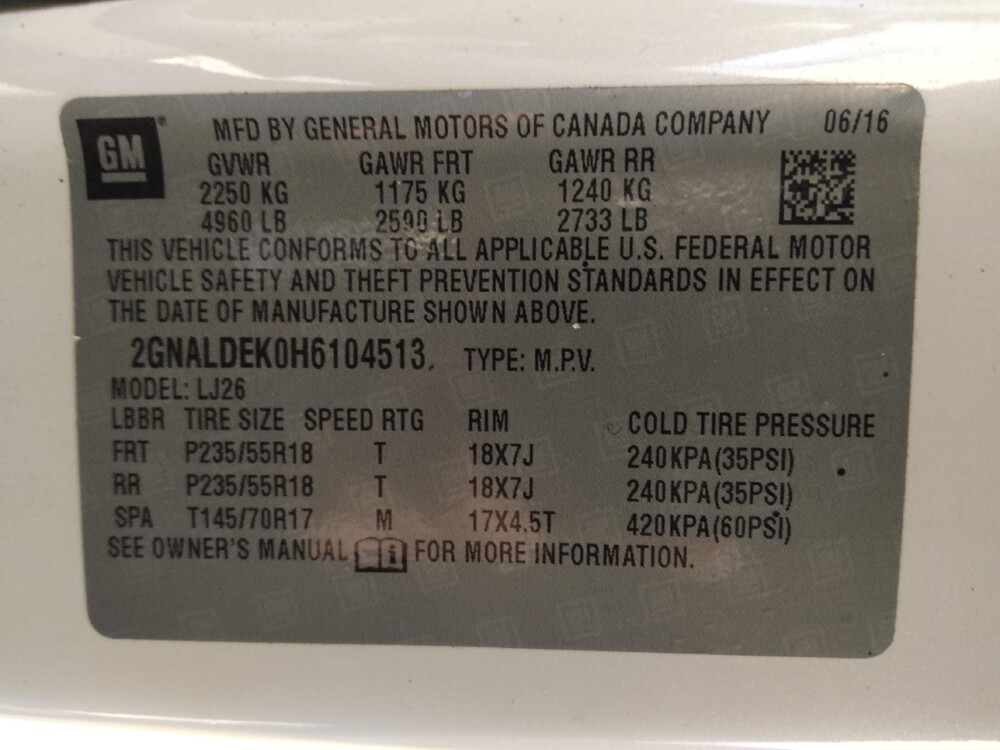 GM ® MFD BY GENERAL MOTORS OF CANADA COMPANY 06/16
GVWR GAWR FRT GAWR RR
2250 KG 1175 KG 1240 KG
4960 LB 2590 LB 2733 LB
THIS VEHICLE CONFORMS TO ALL APPLICABLE U.S. FEDERAL MOTOR
VEHICLE SAFETY AND THEFT PREVENTION STANDARDS IN EFFECT ON
THE DATE OF MANUFACTURE SHOWN ABOVE.
2GNALDEK0H6104513 TYPE: M.P.V.
MODEL: LJ26
LBBR TIRE SIZE SPEED RTG RIM COLD TIRE PRESSURE
FRT P235/55R18 T 18X7J 240KPA(35PSI)
RR P235/55R18 T 18X7J 240KPA(35PSI)
SPA T145/70R17 M 17X4.5T 420KPA(60PSI)
SEE OWNER'S MANUAL i FOR MORE INFORMATION.